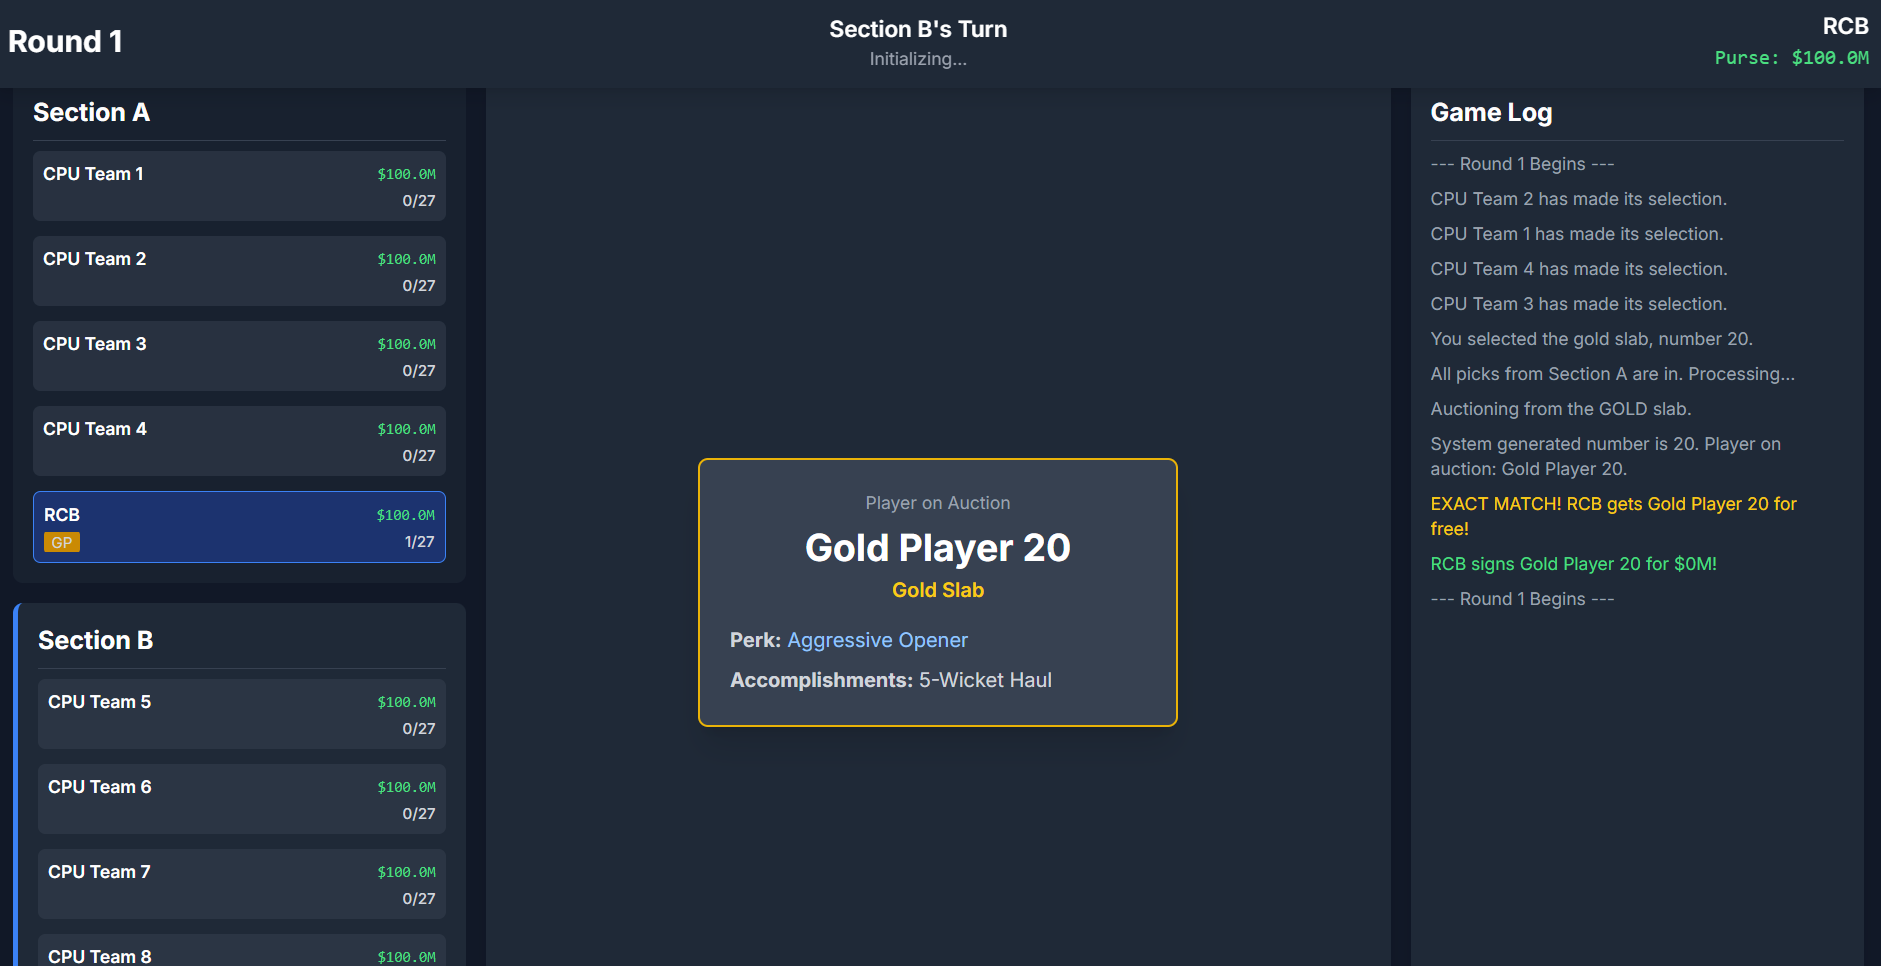 Round 1
Section B's Turn
Initializing...
RCB
Purse: $100.0M
Section A
CPU Team 1
$100.0M
0/27
CPU Team 2
$100.0M
0/27
CPU Team 3
$100.0M
0/27
CPU Team 4
$100.0M
0/27
RCB
$100.0M
GP
1/27
Section B
CPU Team 5
$100.0M
0/27
CPU Team 6
$100.0M
0/27
CPU Team 7
$100.0M
0/27
CPU Team 8
$100.0M
Player on Auction
Gold Player 20
Gold Slab
Perk: Aggressive Opener
Accomplishments: 5-Wicket Haul
Game Log
--- Round 1 Begins ---
CPU Team 2 has made its selection.
CPU Team 1 has made its selection.
CPU Team 4 has made its selection.
CPU Team 3 has made its selection.
You selected the gold slab, number 20.
All picks from Section A are in. Processing...
Auctioning from the GOLD slab.
System generated number is 20. Player on
auction: Gold Player 20.
EXACT MATCH! RCB gets Gold Player 20 for
free!
RCB signs Gold Player 20 for $0M!
--- Round 1 Begins ---